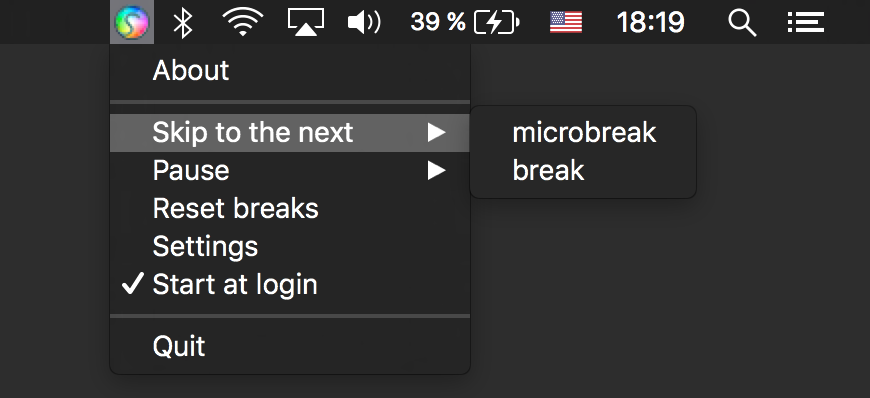 39 % 18:19
About
Skip to the next
microbreak
Pause
break
Reset breaks
Settings
Start at login
Quit